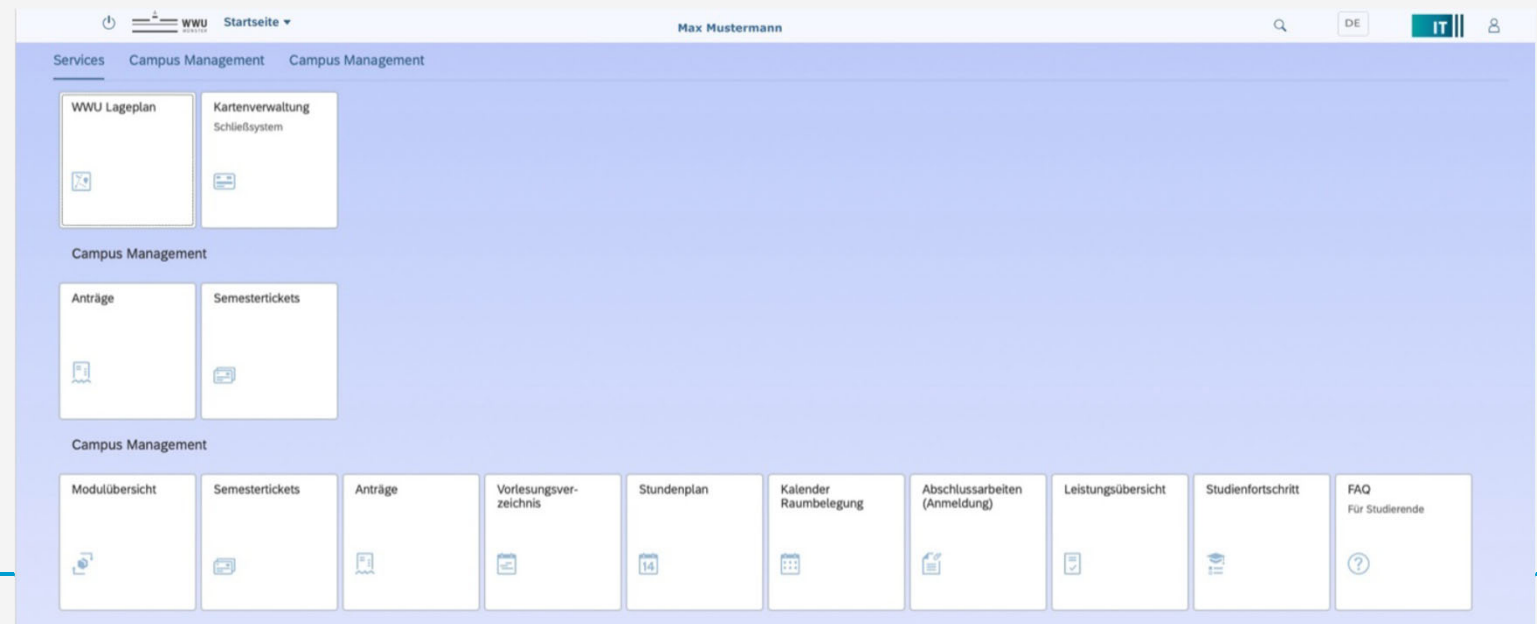 WWU
MÜNSTER
Startseite
Max Mustermann
DE
IT
Services
Campus Management
Campus Management
WWU Lageplan
Kartenverwaltung
Schließsystem
Campus Management
Anträge
Semestertickets
Campus Management
Modulübersicht
Semestertickets
Anträge
Vorlesungsver-
zeichnis
Stundenplan
14
Kalender
Raumbelegung
Abschlussarbeiten
(Anmeldung)
Leistungsübersicht
Studienfortschritt
FAQ
Für Studierende
?